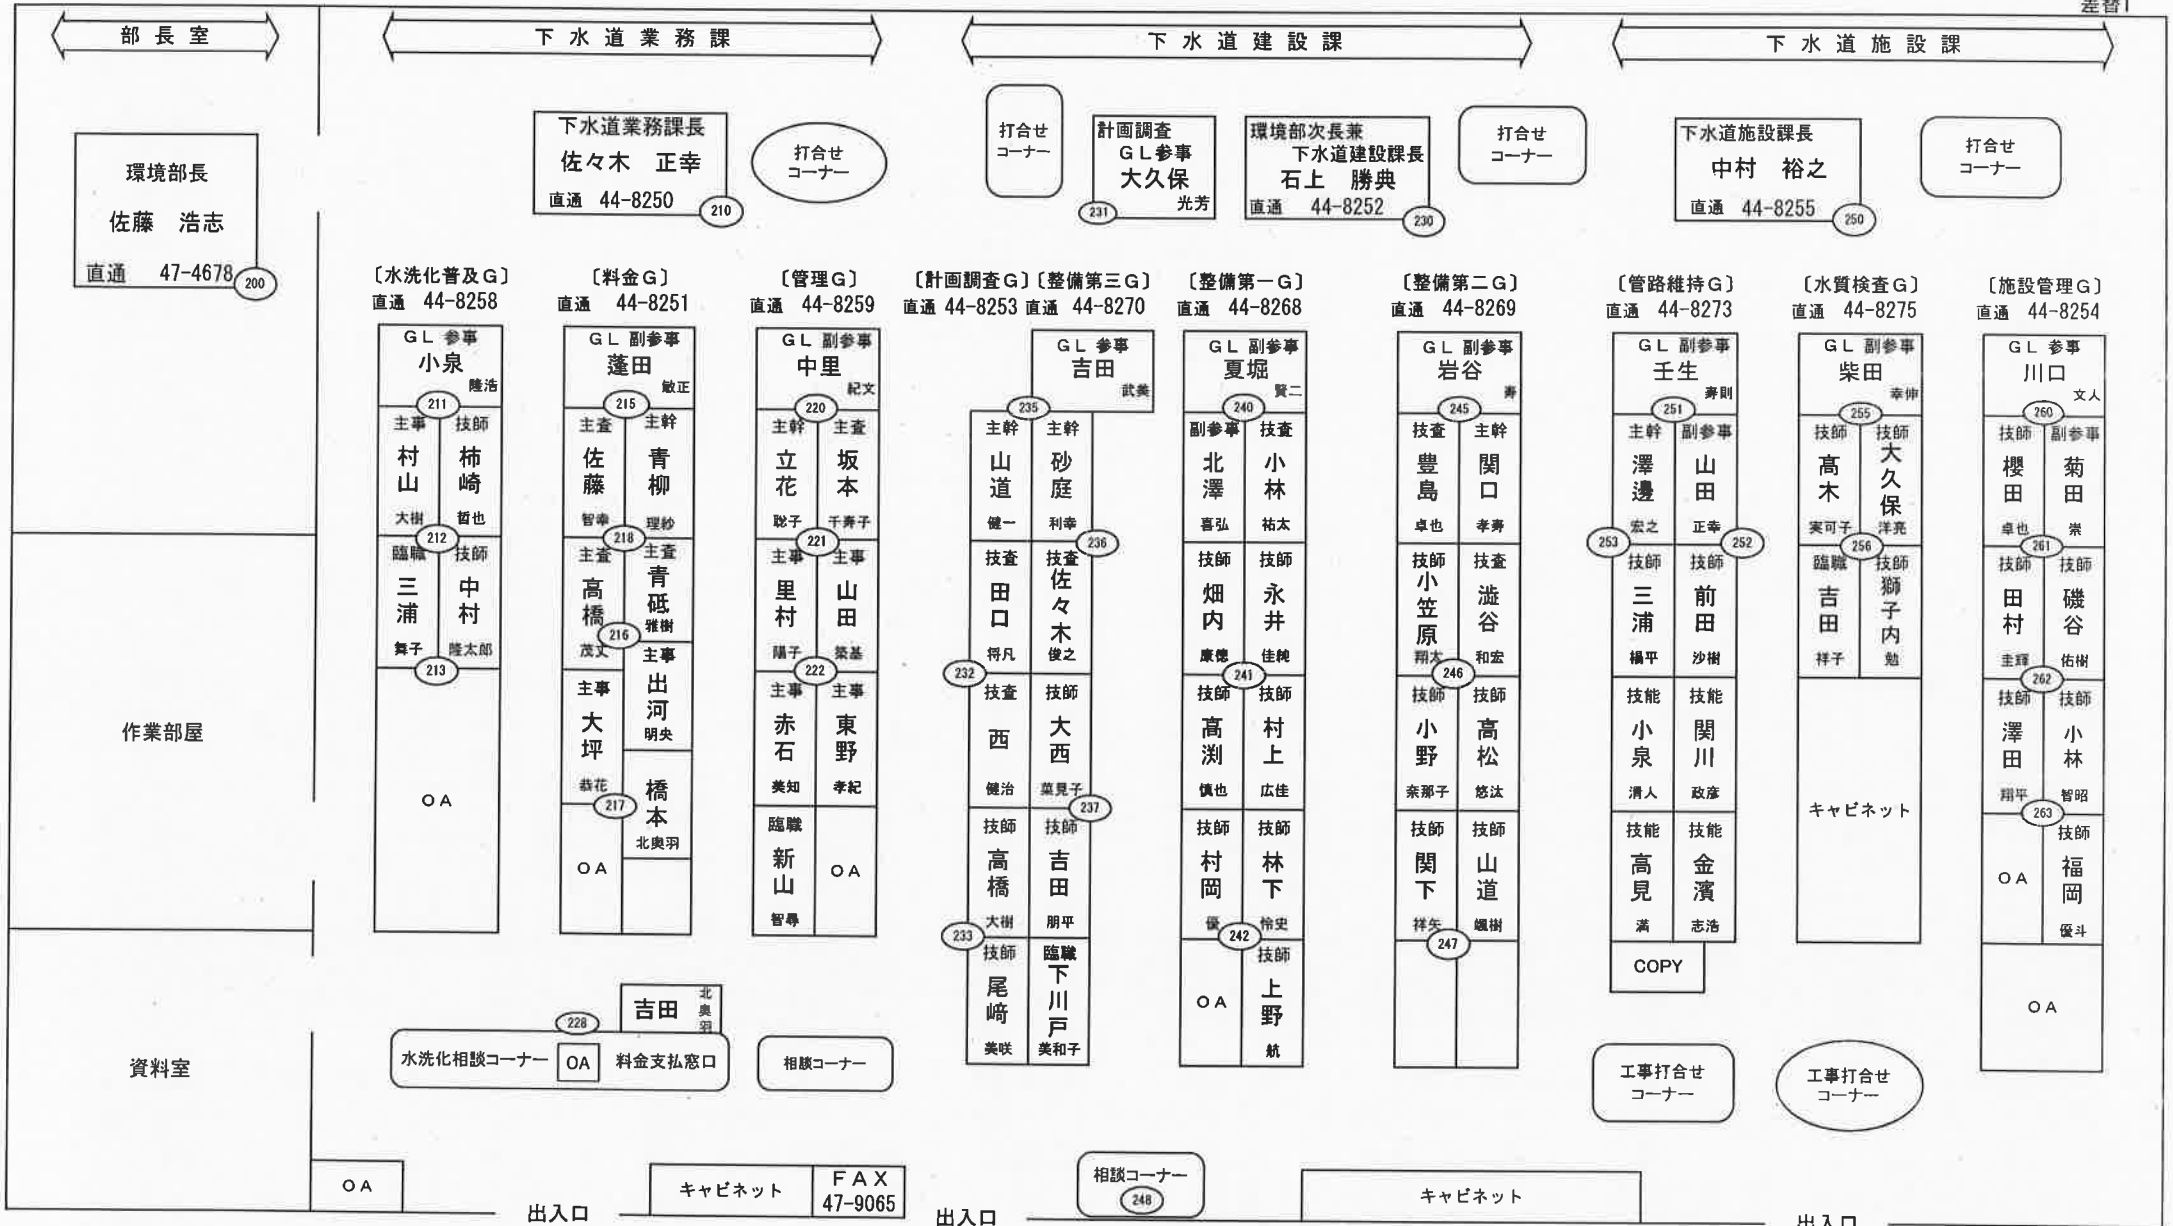 差替1
部長室
下水道業務課
下水道建設課
下水道施設課
環境部長
佐藤 浩志
直通 47-4678
200
下水道業務課長
佐々木 正幸
直通 44-8250
210
打合せ
コーナー
打合せ
コーナー
計画調査
GL参事
大久保
光芳
231
環境部次長兼
下水道建設課長
石上 勝典
直通 44-8252
230
打合せ
コーナー
下水道施設課長
中村 裕之
直通 44-8255
250
打合せ
コーナー
〔水洗化普及G〕
直通 44-8258
GL 参事
小泉
隆浩
211
主事 村山 大樹
技師 柿崎 哲也
212
臨職 三浦 舞子
技師 中村 隆太郎
213
OA
〔料金G〕
直通 44-8251
GL 副参事
蓬田
敏正
215
主査 佐藤 智幸
主幹 青柳 理紗
218
主査 高橋 茂丈
主査 青砥 雅樹
216
主事 大坪 恭花
主事 出河 明央
217
橋本 北奥羽
OA
〔管理G〕
直通 44-8259
GL 副参事
中里
紀文
220
主幹 立花 聡子
主査 坂本 千寿子
221
主事 里村 陽子
主事 山田 築基
222
主事 赤石 美知
主事 東野 孝紀
臨職 新山 智尋
OA
〔計画調査G〕〔整備第三G〕
直通 44-8253 直通 44-8270
GL 参事
吉田
武美
235
主幹 山道 健一
主幹 砂庭 利幸
236
技査 田口 将凡
技査 佐々木 俊之
232
技査 西 健治
技師 大西 菜見子
237
技師 高橋 大樹
技師 吉田 朋平
233
技師 尾﨑 美咲
臨職 下川戸 美和子
〔整備第一G〕
直通 44-8268
GL 副参事
夏堀
賢二
240
副参事 北澤 喜弘
技査 小林 祐太
技師 畑内 康徳
技師 永井 佳純
241
技師 髙渕 慎也
技師 村上 広佳
技師 村岡 優
技師 林下 怜史
242
OA
技師 上野 航
〔整備第二G〕
直通 44-8269
GL 副参事
岩谷
寿
245
技査 豊島 卓也
主幹 関口 孝寿
技師 小笠原 翔太
技査 澁谷 和宏
246
技師 小野 奈那子
技師 高松 悠汰
技師 関下 祥矢
技師 山道 颯樹
247
〔管路維持G〕
直通 44-8273
GL 副参事
壬生
寿則
251
主幹 澤邊 宏之
副参事 山田 正幸
253
252
技師 三浦 楊平
技師 前田 沙樹
技能 小泉 清人
技能 関川 政彦
技能 高見 満
技能 金濱 志浩
COPY
〔水質検査G〕
直通 44-8275
GL 副参事
柴田
幸伸
255
技師 髙木 実可子
技師 大久保 洋亮
256
臨職 吉田 祥子
技師 獅子内 勉
キャビネット
〔施設管理G〕
直通 44-8254
GL 参事
川口
文人
260
技師 櫻田 卓也
副参事 菊田 崇
261
技師 田村 圭輝
技師 磯谷 佑樹
262
技師 澤田 翔平
技師 小林 智昭
263
OA
技師 福岡 優斗
OA
作業部屋
資料室
吉田 北奥羽
228
水洗化相談コーナー
OA
料金支払窓口
相談コーナー
工事打合せ
コーナー
工事打合せ
コーナー
OA
出入口
キャビネット
FAX
47-9065
出入口
相談コーナー
248
キャビネット
出入口